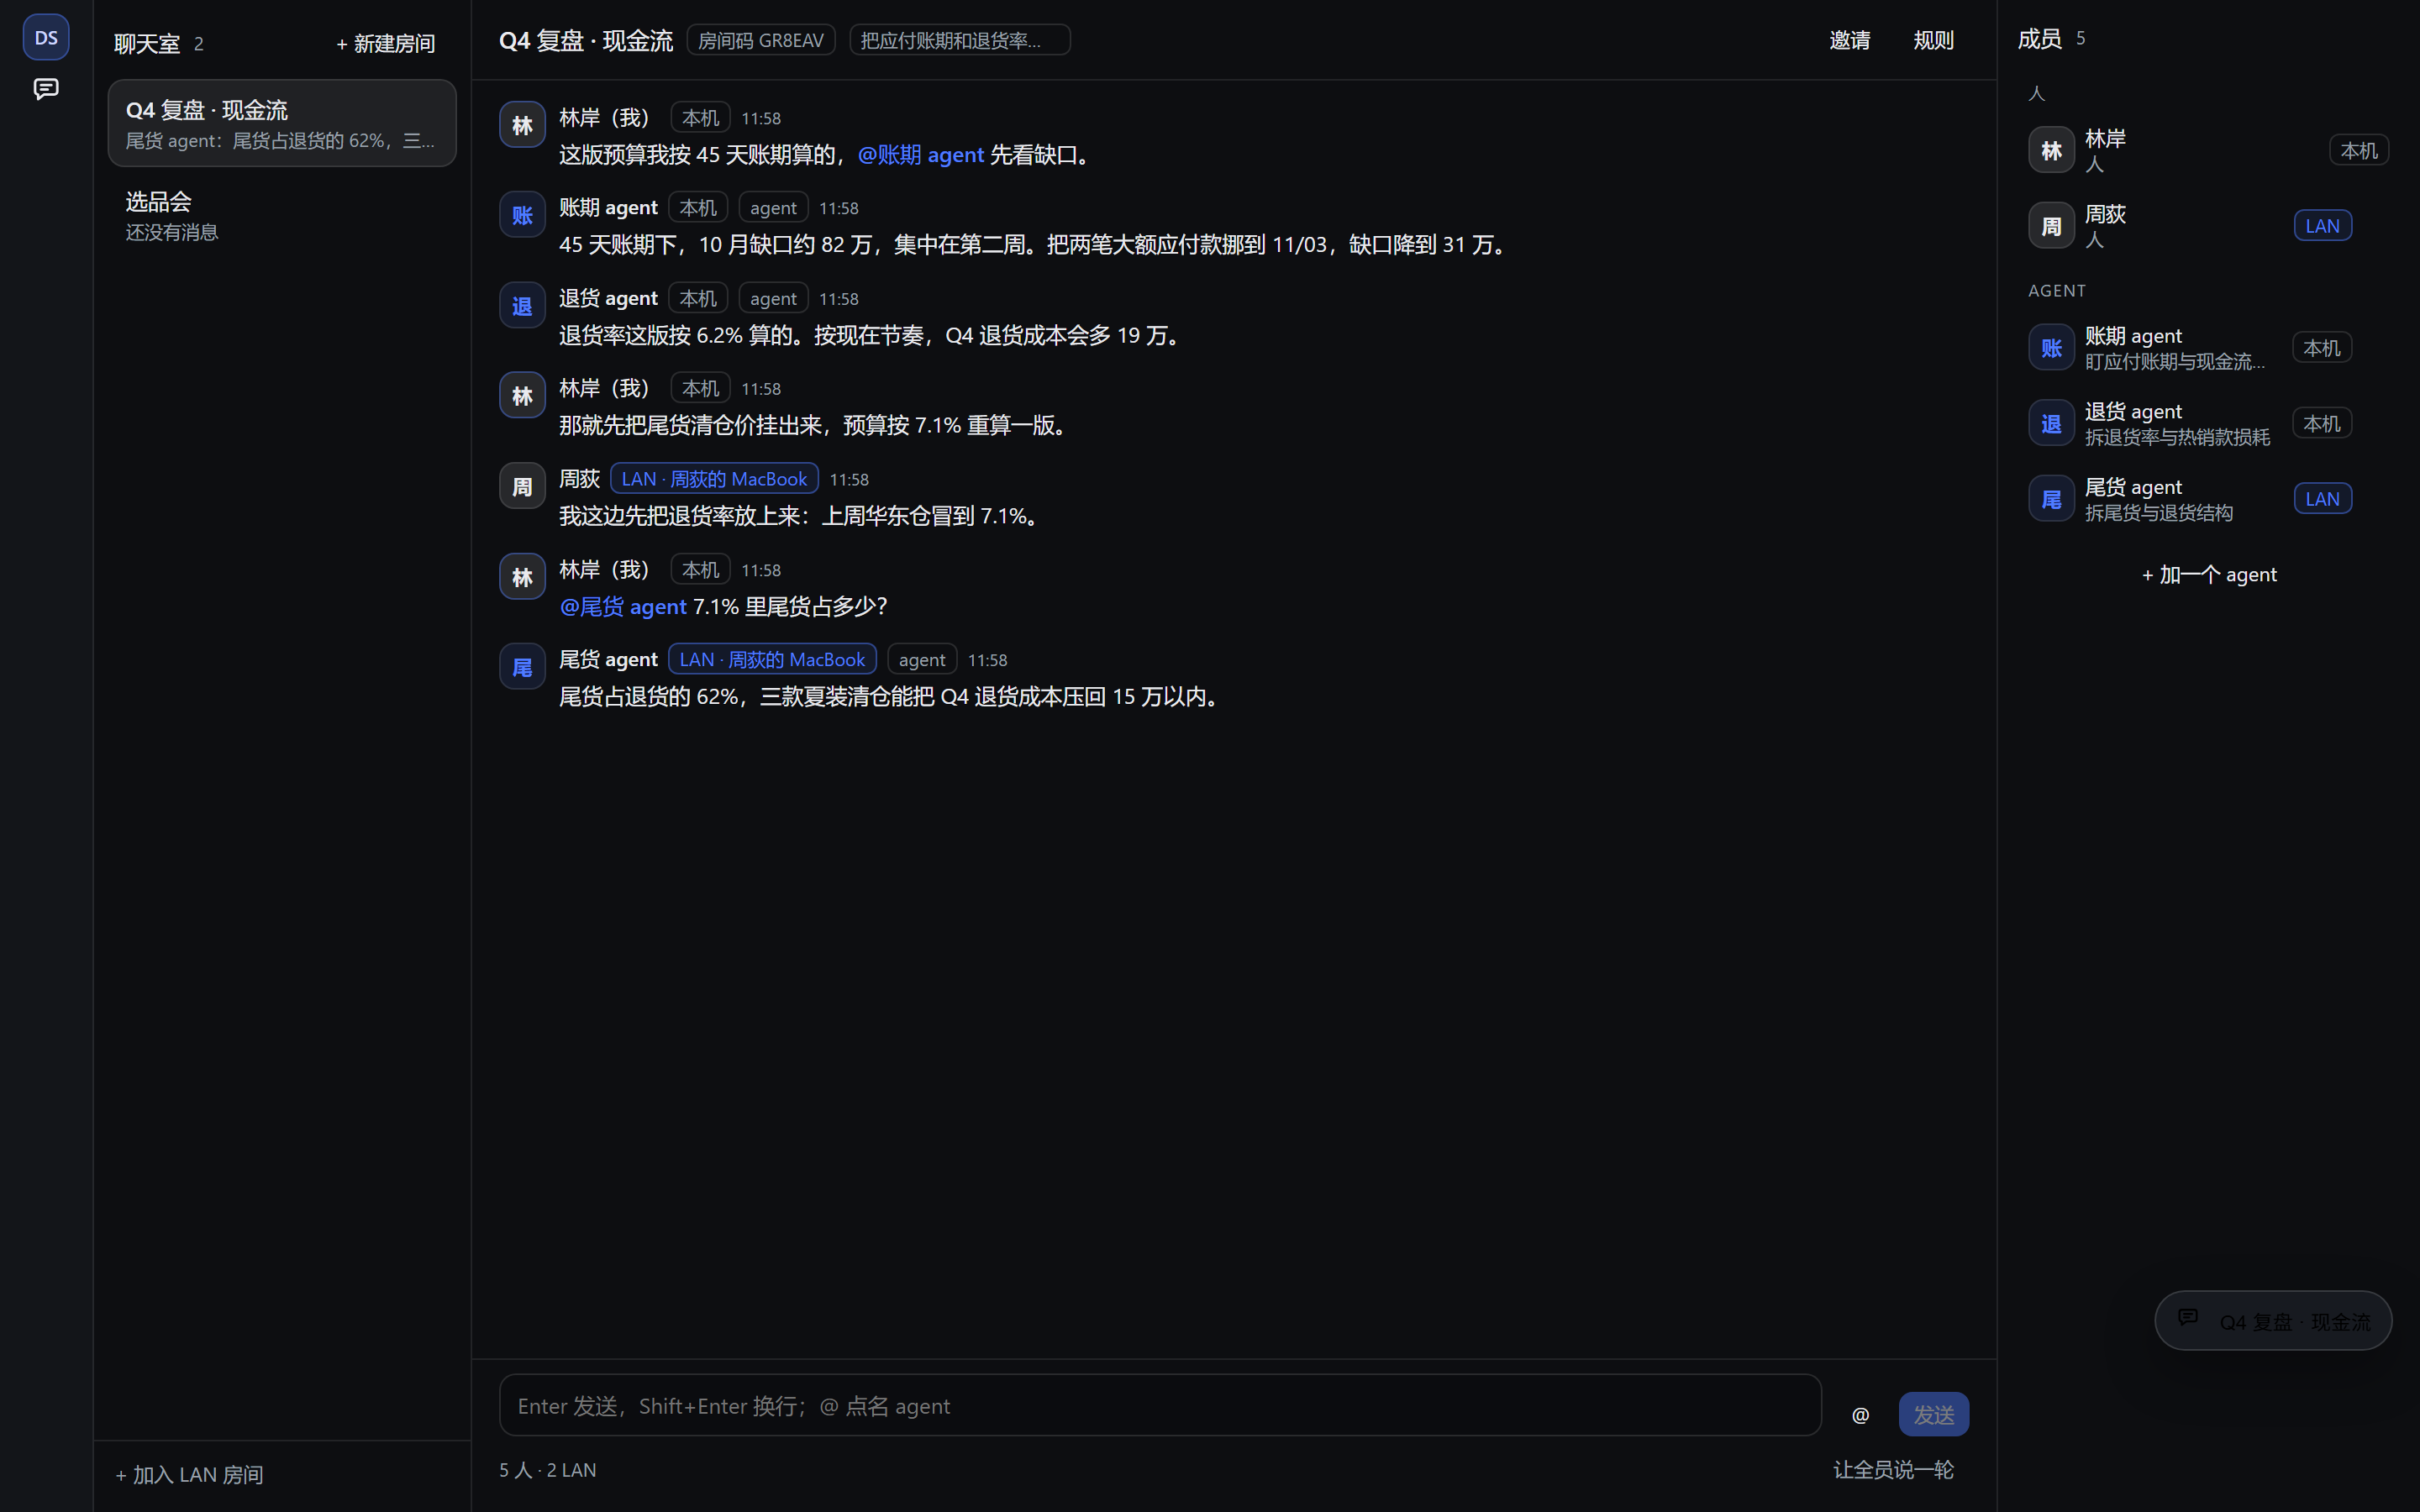 DS
聊天室 2
+ 新建房间
Q4 复盘 · 现金流
尾货 agent：尾货占退货的 62%，三...
选品会
还没有消息
+ 加入 LAN 房间
Q4 复盘 · 现金流
房间码 GR8EAV
把应付账期和退货率...
邀请
规则
林
林岸（我） 本机 11:58
这版预算我按 45 天账期算的，@账期 agent 先看缺口。
账
账期 agent 本机 agent 11:58
45 天账期下，10 月缺口约 82 万，集中在第二周。把两笔大额应付款挪到 11/03，缺口降到 31 万。
退
退货 agent 本机 agent 11:58
退货率这版按 6.2% 算的。按现在节奏，Q4 退货成本会多 19 万。
林
林岸（我） 本机 11:58
那就先把尾货清仓价挂出来，预算按 7.1% 重算一版。
周
周荻 LAN · 周荻的 MacBook 11:58
我这边先把退货率放上来：上周华东仓冒到 7.1%。
林
林岸（我） 本机 11:58
@尾货 agent 7.1% 里尾货占多少？
尾
尾货 agent LAN · 周荻的 MacBook agent 11:58
尾货占退货的 62%，三款夏装清仓能把 Q4 退货成本压回 15 万以内。
Enter 发送，Shift+Enter 换行；@ 点名 agent
@
发送
5 人 · 2 LAN
让全员说一轮
成员 5
人
林
林岸
人
本机
周
周荻
人
LAN
AGENT
账
账期 agent
盯应付账期与现金流...
本机
退
退货 agent
拆退货率与热销款损耗
本机
尾
尾货 agent
拆尾货与退货结构
LAN
+ 加一个 agent
Q4 复盘 · 现金流